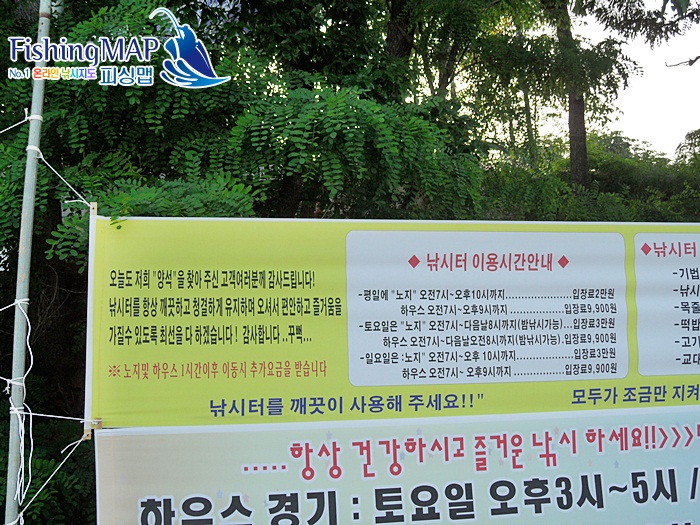 FishingMAP
No.1 온라인 낚시지도 피싱맵
오늘도 저희 "양석"을 찾아 주신 고객여러분께 감사드립니다!
낚시터를 항상 깨끗하고 청결하게 유지하며 오셔서 편안하고 즐거움을
가질수 있도록 최선을 다 하겠습니다! 감사합니다 ..꾸뻑...
※ 노지및 하우스 1시간이후 이동시 추가요금을 받습니다
◆ 낚시터 이용시간안내 ◆
-평일에 "노지" 오전7시~오후10시까지......................입장료2만원
하우스 오전7시~오후9시까지 ......................입장료9,900원
-토요일은 "노지" 오전7시~다음날8시까지(밤낚시가능)...입장료3만원
하우스 오전7시~다음날오전8시까지(밤낚시가능) .입장료9,900원
-일요일은 :노지" 오전7시~오후 10시까지....................입장료3만원
하우스 오전7시~ 오후9시까지 ......................입장료9,900원
◆낚시터
-기법
-낚시
-목줄
-떡밥
-고기
-교대
낚시터를 깨끗이 사용해 주세요!!"
모두가 조금만 지켜
.....항상 건강하시고 즐거운 낚시 하세요!!>>>
하우스 경기 : 토요일 오후3시~5시 /